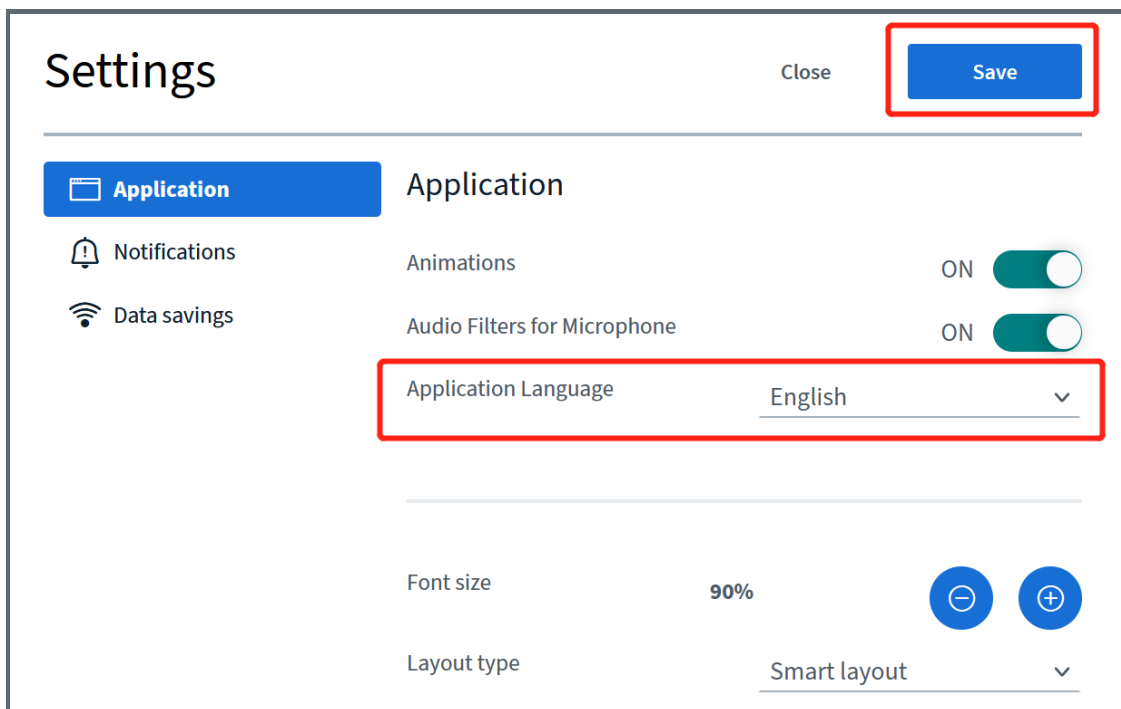 Settings
Close
Save
Application
Notifications
Data savings
Application
Animations
ON
Audio Filters for Microphone
ON
Application Language
English
Font size
90%
Layout type
Smart layout